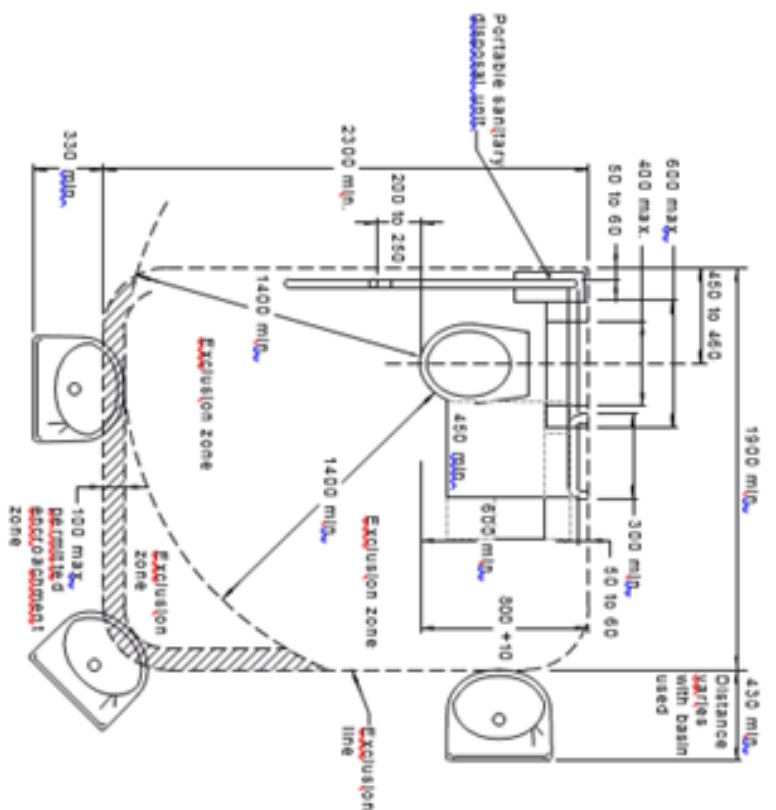 Portable sanitary
disposal unit
600 max.
400 max.
50 to 60
450 to 460
1900 min.
2300 min.
330 min.
200 to 250
1400 min.
Exclusion zone
450 min.
300 min.
50 to 60
600 min.
800 +10
1400 min.
Exclusion zone
100 max.
permitted
encroachment
zone
Exclusion
zone
430 min.
Distance
varies
with basin
used
Exclusion
line